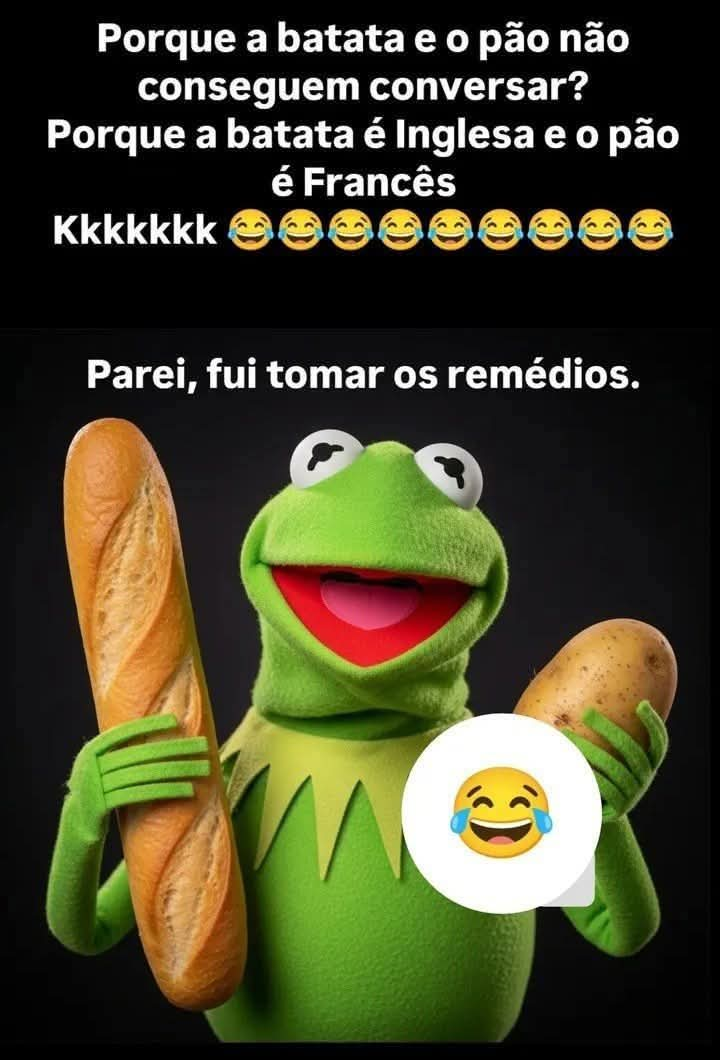 Porque a batata e o pão não
conseguem conversar?
Porque a batata é Inglesa e o pão
é Francês
Kkkkkkk 😂😂😂😂😂😂😂😂😂
Parei, fui tomar os remédios.